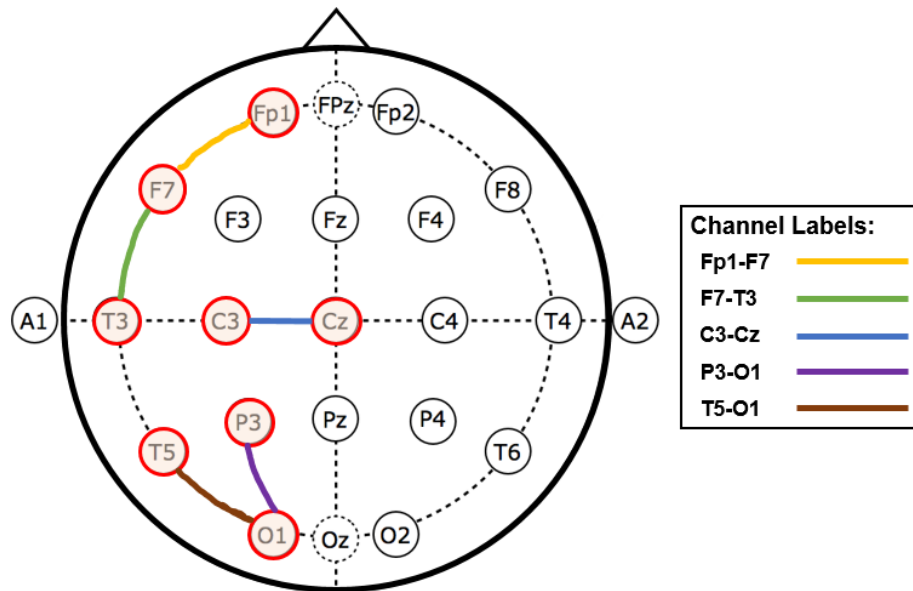 Fp1 FPz Fp2
F7 F8
F3 Fz F4
A1 T3 C3 Cz C4 T4 A2
P3 Pz P4
T5 T6
O1 Oz O2
Channel Labels:
Fp1-F7
F7-T3
C3-Cz
P3-O1
T5-O1